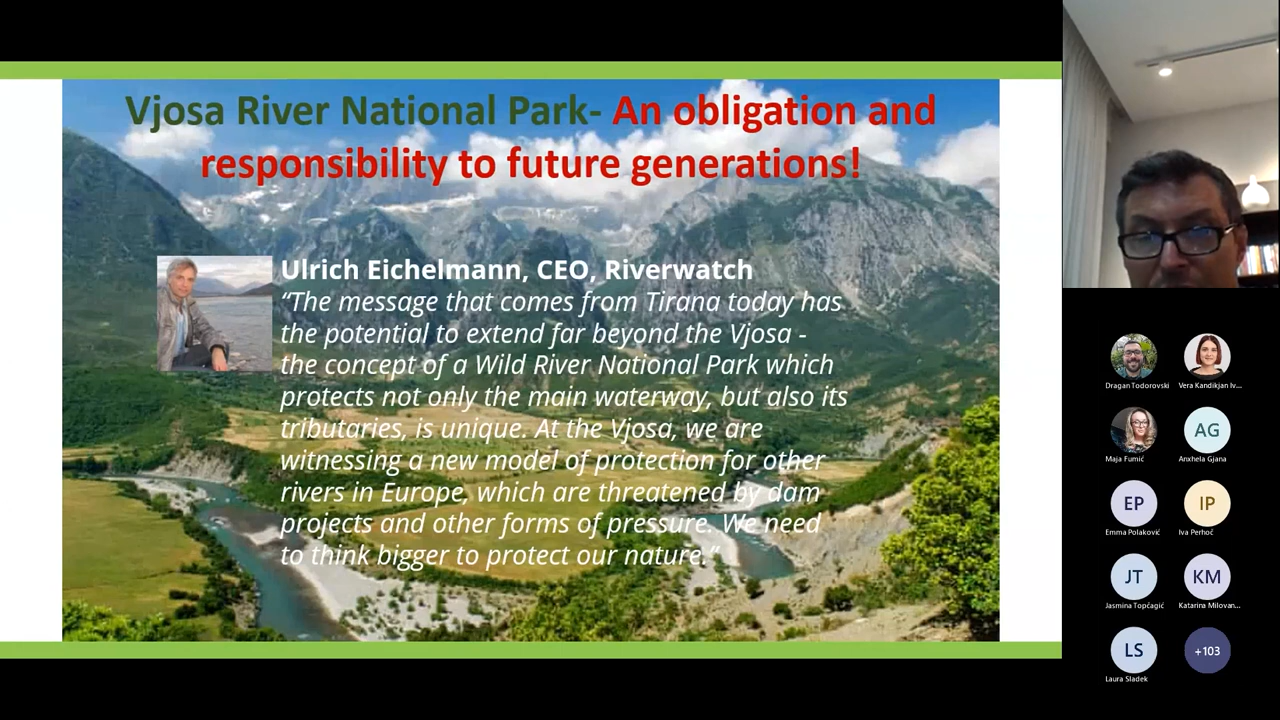 Vjosa River National Park- An obligation and
responsibility to future generations!
Ulrich Eichelmann, CEO, Riverwatch
“The message that comes from Tirana today has
the potential to extend far beyond the Vjosa -
the concept of a Wild River National Park which
protects not only the main waterway, but also its
tributaries, is unique. At the Vjosa, we are
witnessing a new model of protection for other
rivers in Europe, which are threatened by dam
projects and other forms of pressure. We need
to think bigger to protect our nature.”
Dragan Todorovski
Vera Kandikjan Iv...
Maja Fumić
AG
Anxhela Gjana
EP
Emma Polaković
IP
Iva Perhoč
JT
Jasmina Topčagić
KM
Katarina Milovan...
LS
Laura Sladek
+103